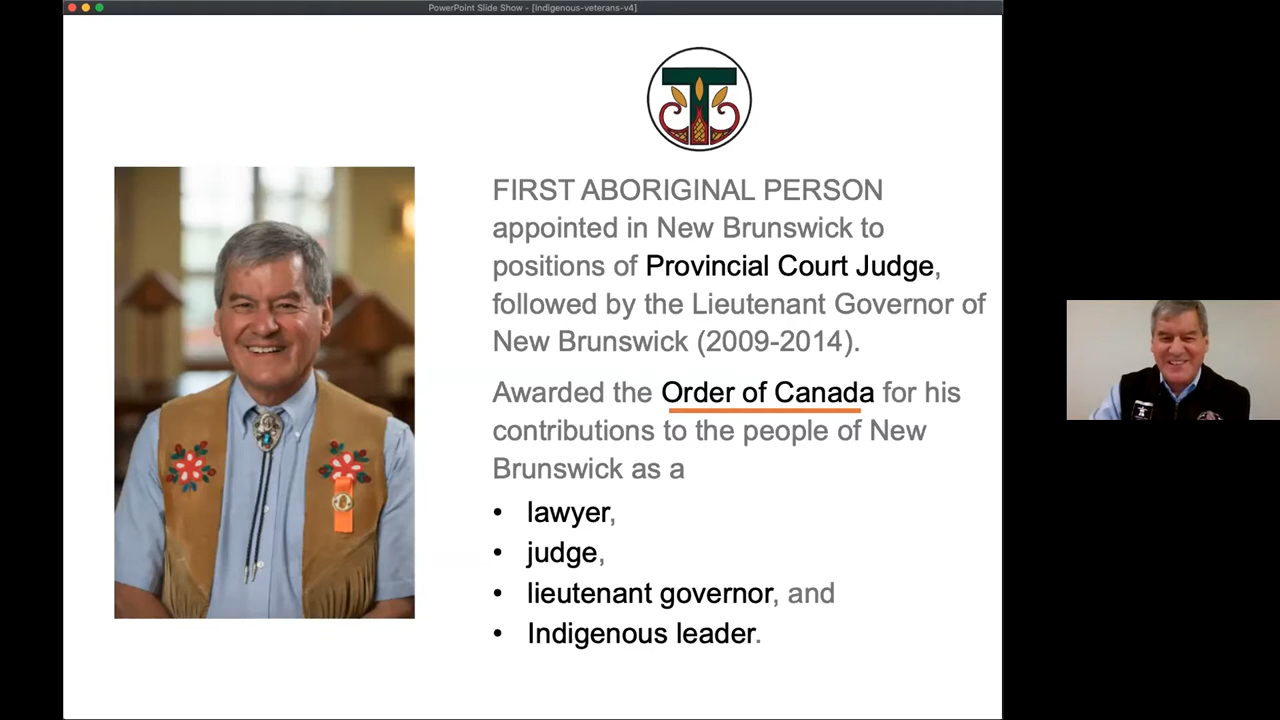 PowerPoint Slide Show - [Indigenous-veterans-v4]
FIRST ABORIGINAL PERSON
appointed in New Brunswick to
positions of Provincial Court Judge,
followed by the Lieutenant Governor of
New Brunswick (2009-2014).
Awarded the Order of Canada for his
contributions to the people of New
Brunswick as a
• lawyer,
• judge,
• lieutenant governor, and
• Indigenous leader.